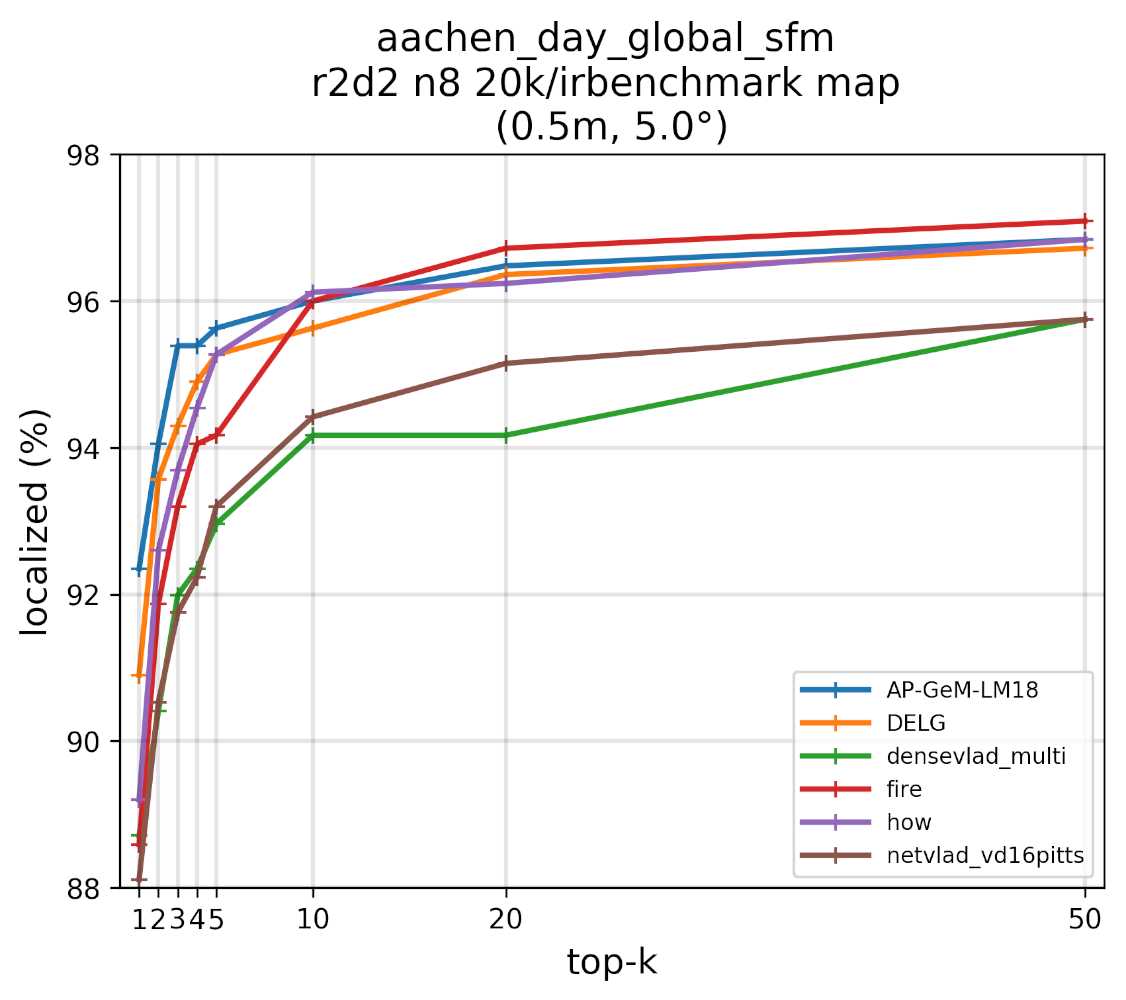 aachen_day_global_sfm
r2d2 n8 20k/irbenchmark map
(0.5m, 5.0°)
98
96
94
92
90
88
localized (%)
AP-GeM-LM18
DELG
densevlad_multi
fire
how
netvlad_vd16pitts
1 2 3 4 5 10 20 50
top-k